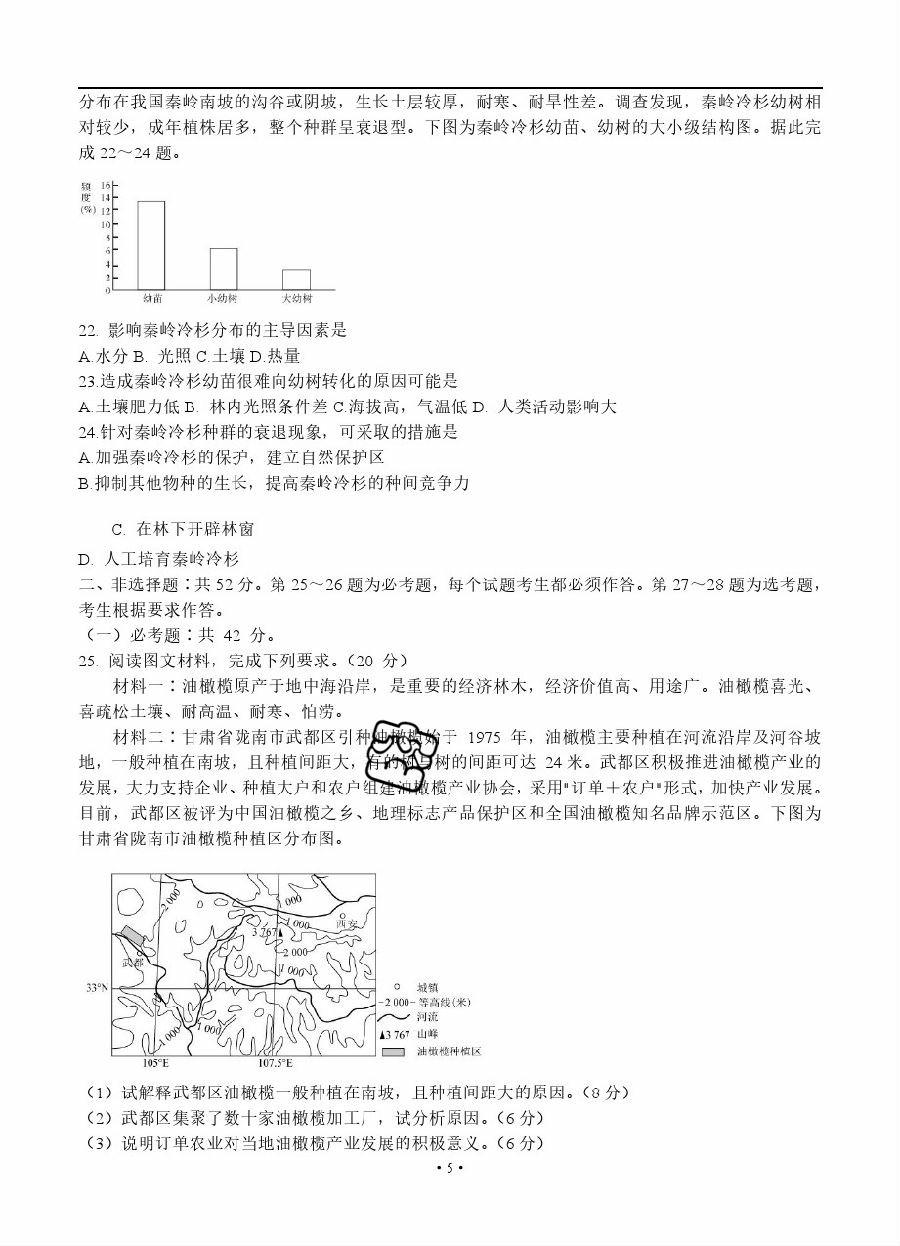 分布在我国秦岭南坡的沟谷或阴坡，生长土层较厚，耐寒、耐旱性差。调查发现，秦岭冷杉幼树相
对较少，成年植株居多，整个种群呈衰退型。下图为秦岭冷杉幼苗、幼树的大小级结构图。据此完
成 22～24 题。
频度(%)
16
14
12
10
8
6
4
2
0
幼苗 小幼树 大幼树
22. 影响秦岭冷杉分布的主导因素是
A.水分 B. 光照 C.土壤 D.热量
23.造成秦岭冷杉幼苗很难向幼树转化的原因可能是
A.土壤肥力低 B. 林内光照条件差 C.海拔高，气温低 D. 人类活动影响大
24.针对秦岭冷杉种群的衰退现象，可采取的措施是
A.加强秦岭冷杉的保护，建立自然保护区
B.抑制其他物种的生长，提高秦岭冷杉的种间竞争力
C. 在林下开辟林窗
D. 人工培育秦岭冷杉
二、非选择题：共 52 分。第 25～26 题为必考题，每个试题考生都必须作答。第 27～28 题为选考题，
考生根据要求作答。
（一）必考题：共 42 分。
25. 阅读图文材料，完成下列要求。（20 分）
材料一：油橄榄原产于地中海沿岸，是重要的经济林木，经济价值高、用途广。油橄榄喜光、
喜疏松土壤、耐高温、耐寒、怕涝。
材料二：甘肃省陇南市武都区引种油橄榄始于 1975 年，油橄榄主要种植在河流沿岸及河谷坡
地，一般种植在南坡，且种植间距大，有的树与树的间距可达 24 米。武都区积极推进油橄榄产业的
发展，大力支持企业、种植大户和农户组建油橄榄产业协会，采用"订单＋农户"形式，加快产业发展。
目前，武都区被评为中国油橄榄之乡、地理标志产品保护区和全国油橄榄知名品牌示范区。下图为
甘肃省陇南市油橄榄种植区分布图。
2 000
1 000
1 000
西安
3 767
武都
2 000
1 000
33°N
1 000
1 000
105°E 107.5°E
城镇
2 000 等高线(米)
河流
3 767 山峰
油橄榄种植区
（1）试解释武都区油橄榄一般种植在南坡，且种植间距大的原因。（8 分）
（2）武都区集聚了数十家油橄榄加工厂，试分析原因。（6 分）
（3）说明订单农业对当地油橄榄产业发展的积极意义。（6 分）
·5·